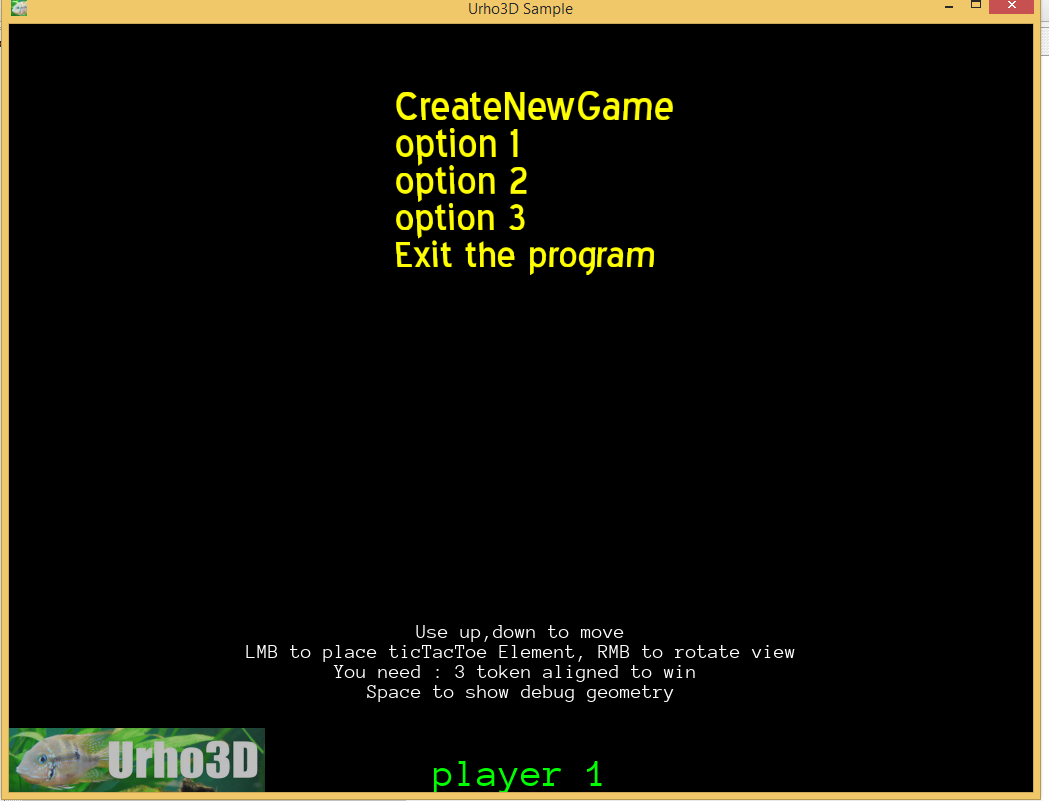 Urho3D Sample
CreateNewGame
option 1
option 2
option 3
Exit the program
Use up,down to move
LMB to place ticTacToe Element, RMB to rotate view
You need : 3 token aligned to win
Space to show debug geometry
Urho3D
player 1